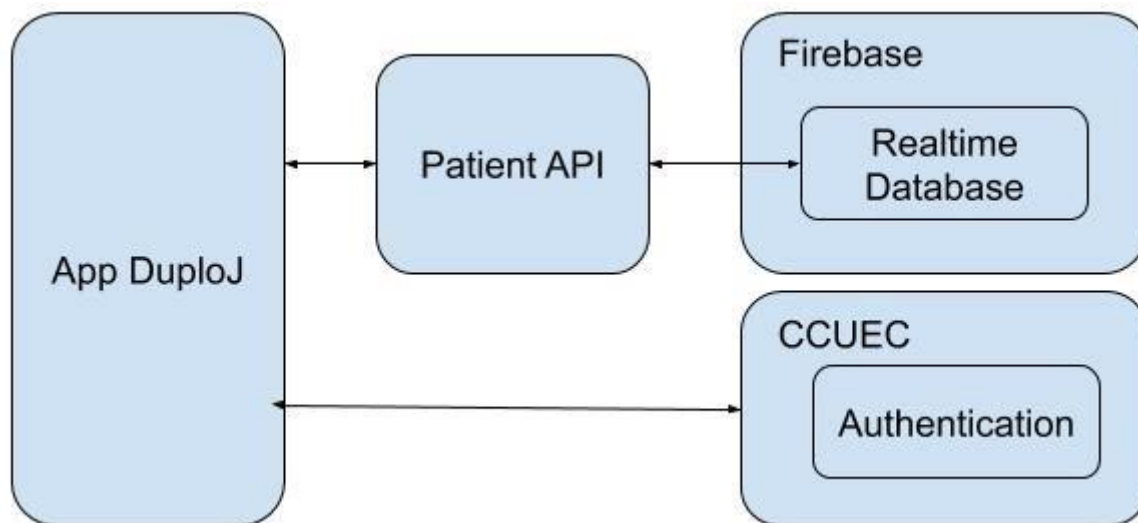 App DuploJ
Patient API
Firebase
Realtime
Database
CCUEC
Authentication